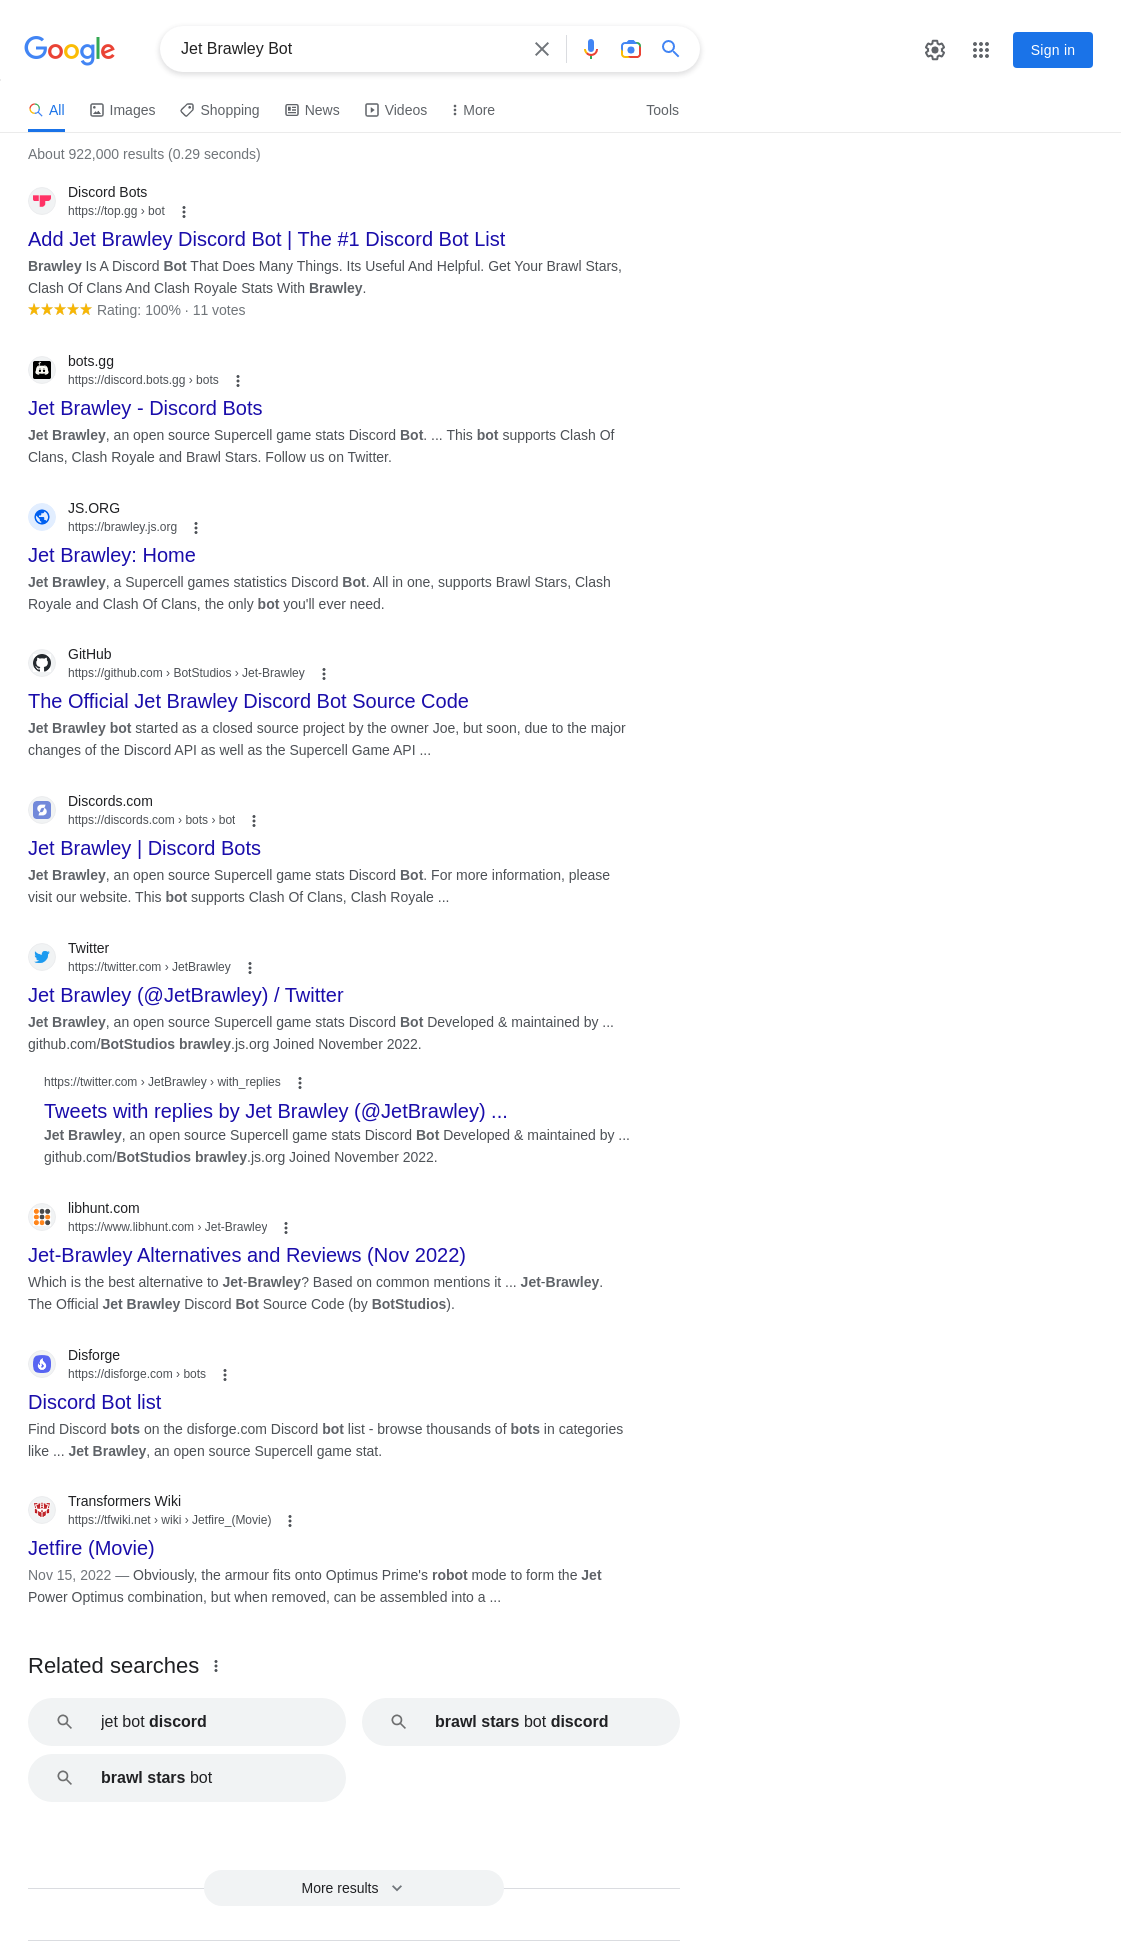 Google
Jet Brawley Bot
Sign in
All
Images
Shopping
News
Videos
More
Tools
About 922,000 results (0.29 seconds)
Discord Bots
https://top.gg › bot
Add Jet Brawley Discord Bot | The #1 Discord Bot List
Brawley Is A Discord Bot That Does Many Things. Its Useful And Helpful. Get Your Brawl Stars,
Clash Of Clans And Clash Royale Stats With Brawley.
Rating: 100% · 11 votes
bots.gg
https://discord.bots.gg › bots
Jet Brawley - Discord Bots
Jet Brawley, an open source Supercell game stats Discord Bot. ... This bot supports Clash Of
Clans, Clash Royale and Brawl Stars. Follow us on Twitter.
JS.ORG
https://brawley.js.org
Jet Brawley: Home
Jet Brawley, a Supercell games statistics Discord Bot. All in one, supports Brawl Stars, Clash
Royale and Clash Of Clans, the only bot you'll ever need.
GitHub
https://github.com › BotStudios › Jet-Brawley
The Official Jet Brawley Discord Bot Source Code
Jet Brawley bot started as a closed source project by the owner Joe, but soon, due to the major
changes of the Discord API as well as the Supercell Game API ...
Discords.com
https://discords.com › bots › bot
Jet Brawley | Discord Bots
Jet Brawley, an open source Supercell game stats Discord Bot. For more information, please
visit our website. This bot supports Clash Of Clans, Clash Royale ...
Twitter
https://twitter.com › JetBrawley
Jet Brawley (@JetBrawley) / Twitter
Jet Brawley, an open source Supercell game stats Discord Bot Developed & maintained by ...
github.com/BotStudios brawley.js.org Joined November 2022.
https://twitter.com › JetBrawley › with_replies
Tweets with replies by Jet Brawley (@JetBrawley) ...
Jet Brawley, an open source Supercell game stats Discord Bot Developed & maintained by ...
github.com/BotStudios brawley.js.org Joined November 2022.
libhunt.com
https://www.libhunt.com › Jet-Brawley
Jet-Brawley Alternatives and Reviews (Nov 2022)
Which is the best alternative to Jet-Brawley? Based on common mentions it ... Jet-Brawley.
The Official Jet Brawley Discord Bot Source Code (by BotStudios).
Disforge
https://disforge.com › bots
Discord Bot list
Find Discord bots on the disforge.com Discord bot list - browse thousands of bots in categories
like ... Jet Brawley, an open source Supercell game stat.
Transformers Wiki
https://tfwiki.net › wiki › Jetfire_(Movie)
Jetfire (Movie)
Nov 15, 2022 — Obviously, the armour fits onto Optimus Prime's robot mode to form the Jet
Power Optimus combination, but when removed, can be assembled into a ...
Related searches
jet bot discord
brawl stars bot discord
brawl stars bot
More results